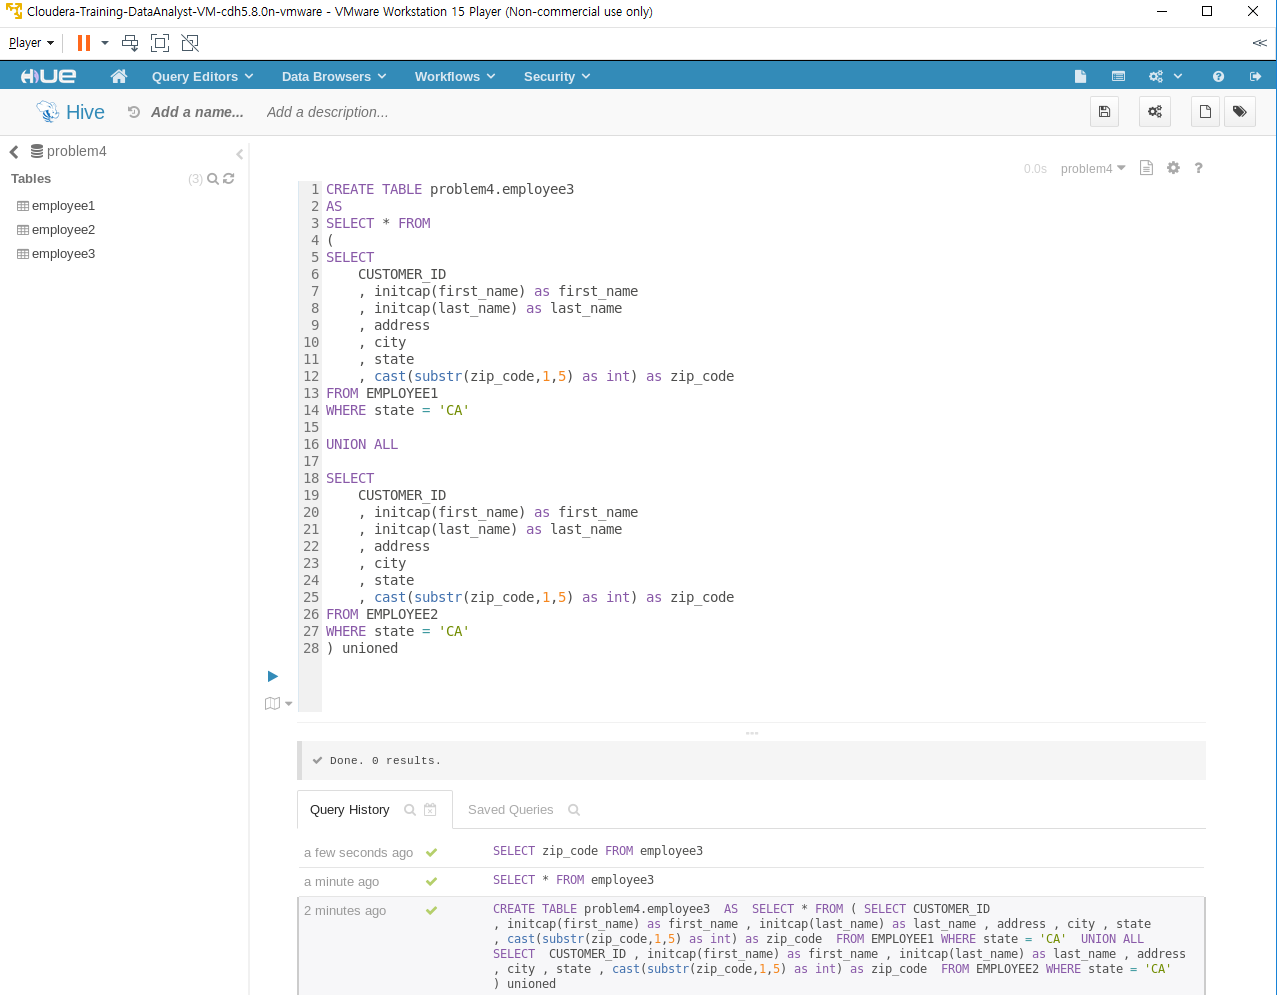 Cloudera-Training-DataAnalyst-VM-cdh5.8.0n-vmware - VMware Workstation 15 Player (Non-commercial use only)
Player
HUE Query Editors Data Browsers Workflows Security
Hive Add a name... Add a description...
problem4
Tables (3)
employee1
employee2
employee3
0.0s problem4
1 CREATE TABLE problem4.employee3
2 AS
3 SELECT * FROM
4 (
5 SELECT
6 CUSTOMER_ID
7 , initcap(first_name) as first_name
8 , initcap(last_name) as last_name
9 , address
10 , city
11 , state
12 , cast(substr(zip_code,1,5) as int) as zip_code
13 FROM EMPLOYEE1
14 WHERE state = 'CA'
15
16 UNION ALL
17
18 SELECT
19 CUSTOMER_ID
20 , initcap(first_name) as first_name
21 , initcap(last_name) as last_name
22 , address
23 , city
24 , state
25 , cast(substr(zip_code,1,5) as int) as zip_code
26 FROM EMPLOYEE2
27 WHERE state = 'CA'
28 ) unioned
Done. 0 results.
Query History Saved Queries
a few seconds ago SELECT zip_code FROM employee3
a minute ago SELECT * FROM employee3
2 minutes ago CREATE TABLE problem4.employee3 AS SELECT * FROM ( SELECT CUSTOMER_ID
, initcap(first_name) as first_name , initcap(last_name) as last_name , address , city , state
, cast(substr(zip_code,1,5) as int) as zip_code FROM EMPLOYEE1 WHERE state = 'CA' UNION ALL
SELECT CUSTOMER_ID , initcap(first_name) as first_name , initcap(last_name) as last_name , address
, city , state , cast(substr(zip_code,1,5) as int) as zip_code FROM EMPLOYEE2 WHERE state = 'CA'
) unioned